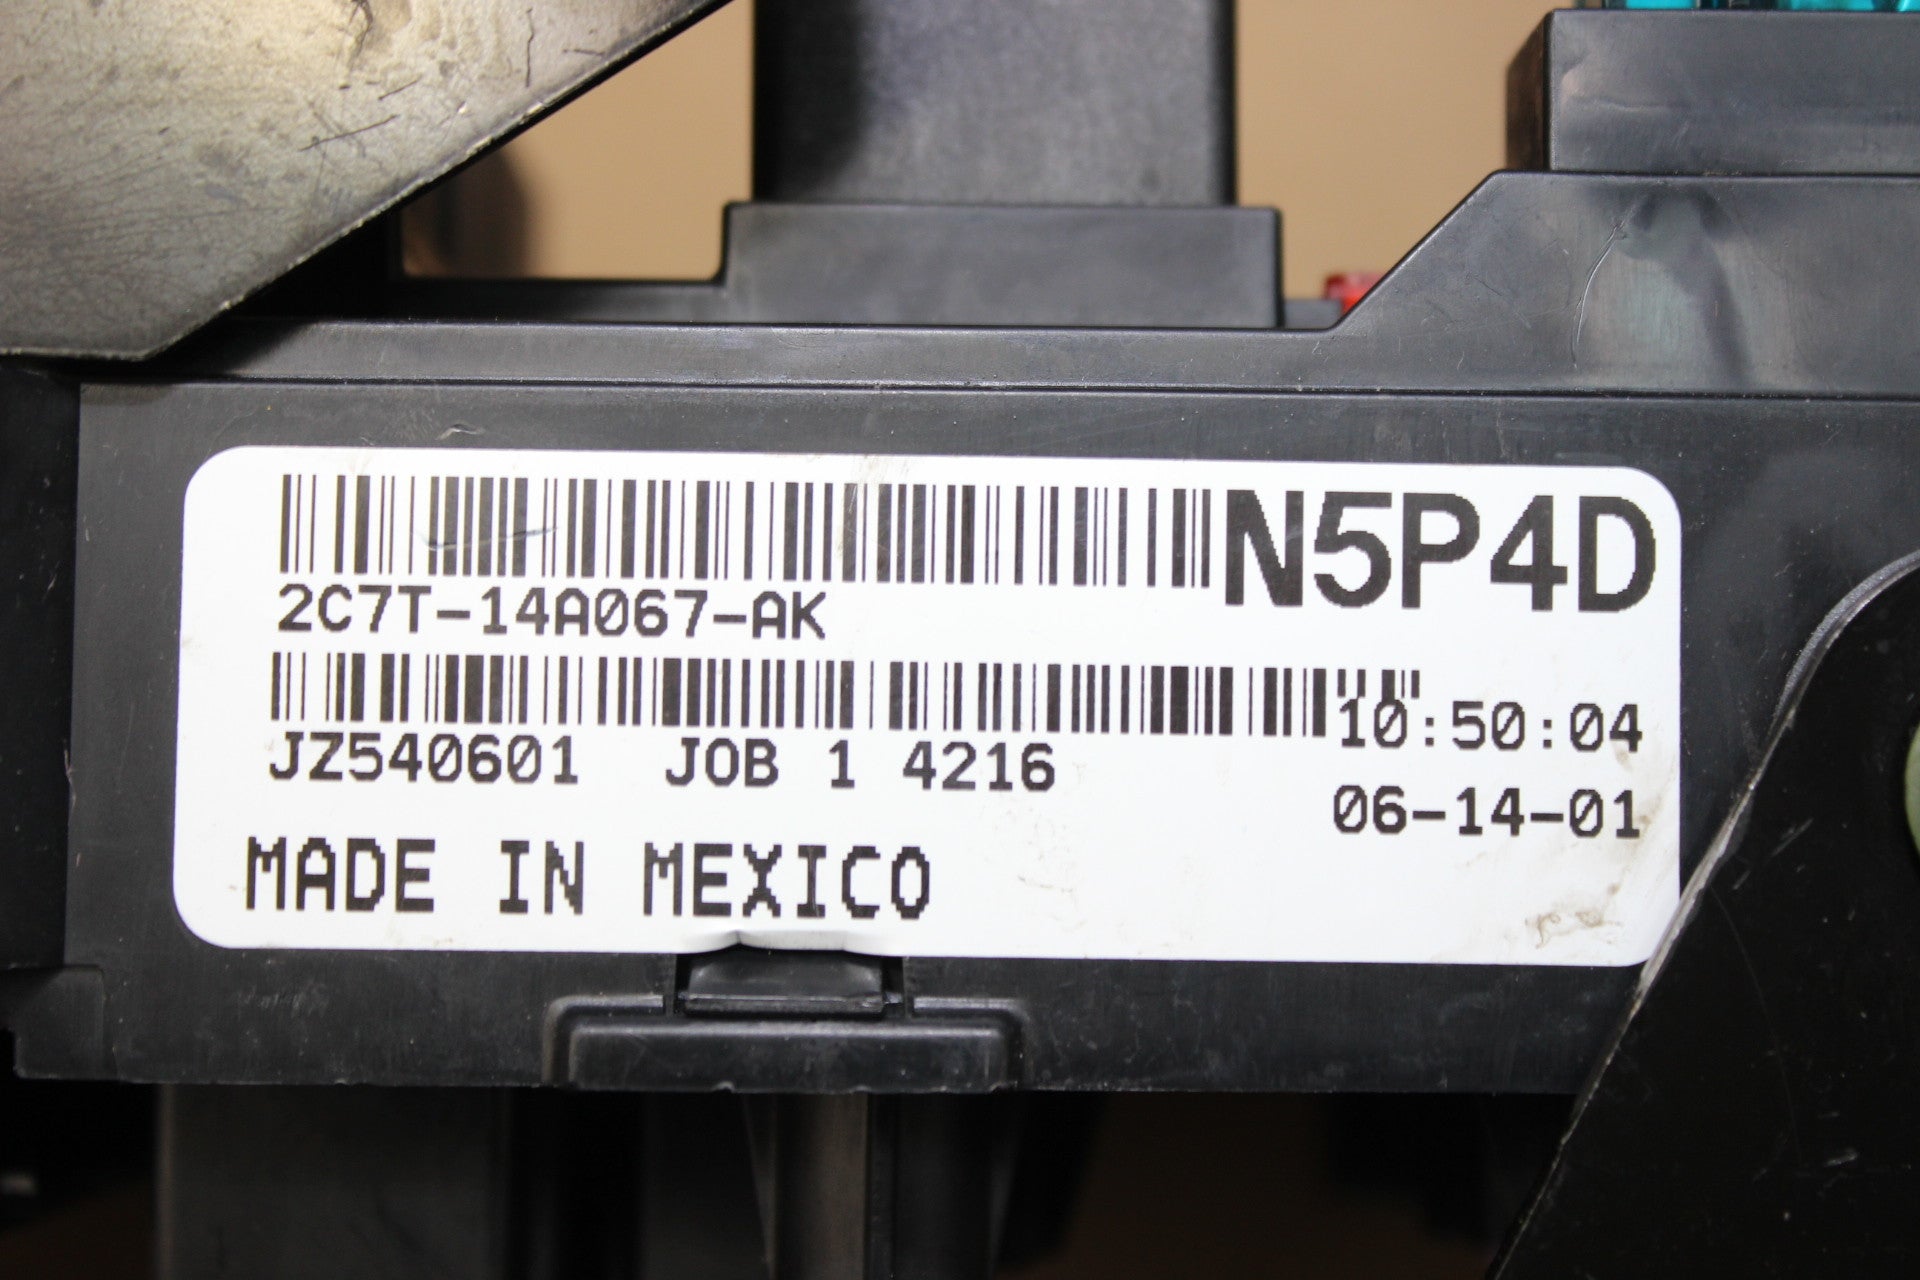 N5P4D
2C7T-14A067-AK
10:50:04
JZ540601 JOB 1 4216
06-14-01
MADE IN MEXICO